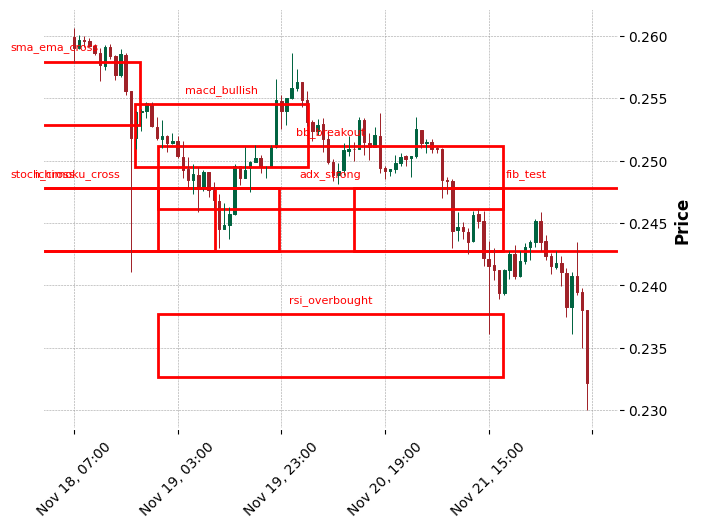 0.260
sma_ema_cross
0.255
macd_bullish
bb_breakout
0.250
stoch_cross
ichimoku_cross
adx_strong
fib_test
0.245
Price
0.240
rsi_overbought
0.235
0.230
Nov 18, 07:00
Nov 19, 03:00
Nov 19, 23:00
Nov 20, 19:00
Nov 21, 15:00